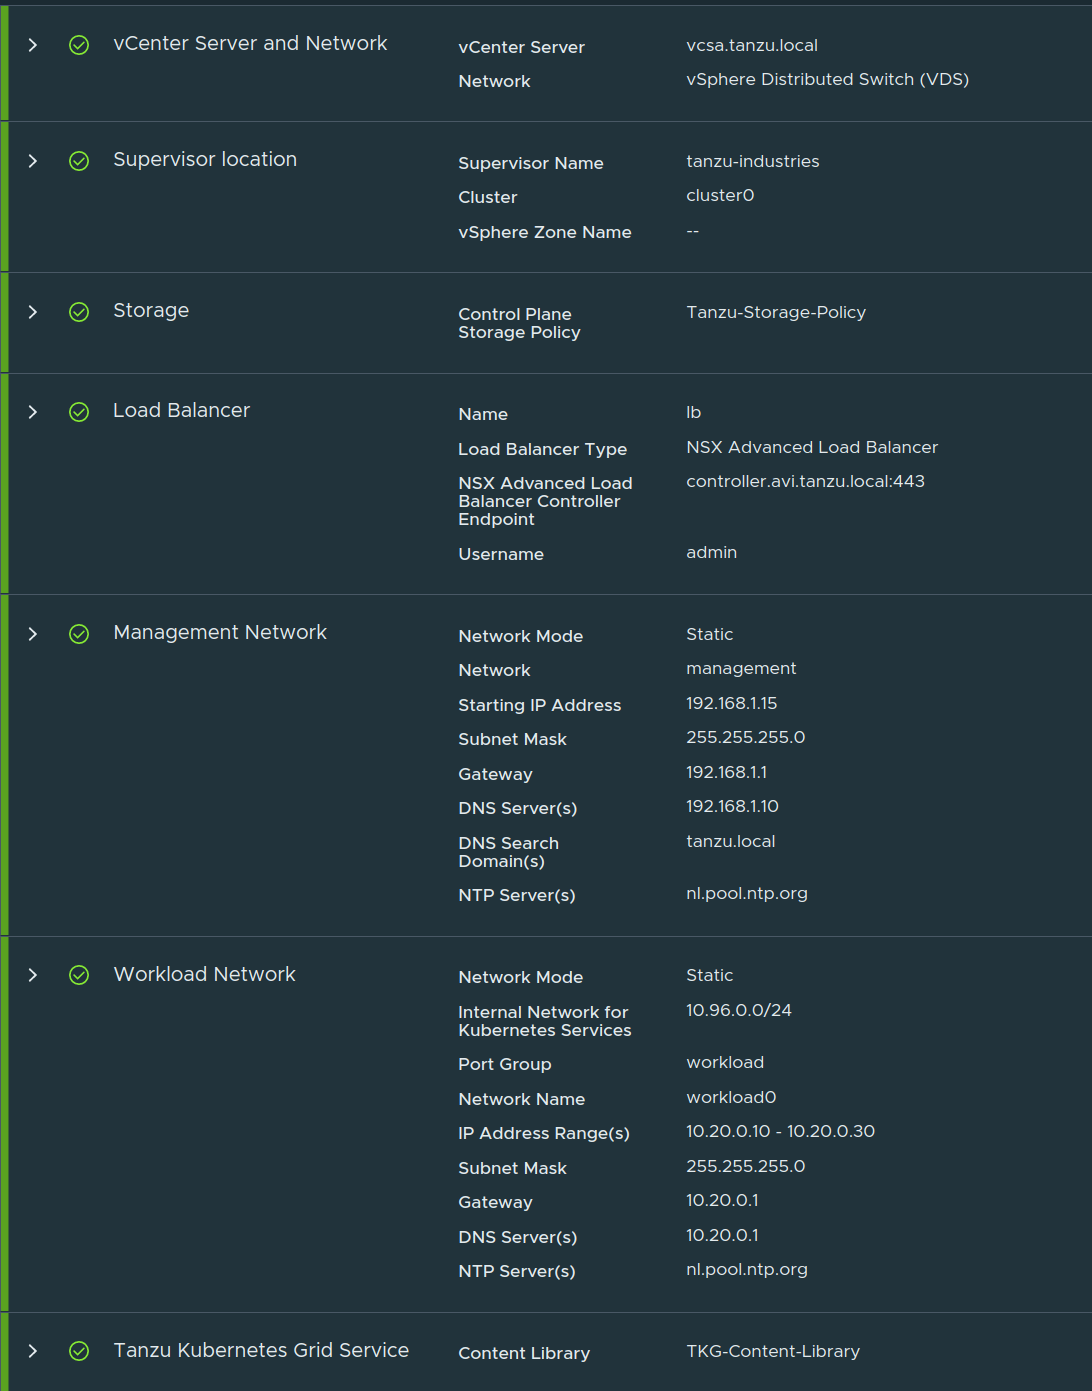 vCenter Server and Network
vCenter Server vcsa.tanzu.local
Network vSphere Distributed Switch (VDS)
Supervisor location
Supervisor Name tanzu-industries
Cluster cluster0
vSphere Zone Name --
Storage
Control Plane
Storage Policy
Tanzu-Storage-Policy
Load Balancer
Name lb
Load Balancer Type NSX Advanced Load Balancer
NSX Advanced Load
Balancer Controller
Endpoint
controller.avi.tanzu.local:443
Username admin
Management Network
Network Mode Static
Network management
Starting IP Address 192.168.1.15
Subnet Mask 255.255.255.0
Gateway 192.168.1.1
DNS Server(s) 192.168.1.10
DNS Search
Domain(s)
tanzu.local
NTP Server(s) nl.pool.ntp.org
Workload Network
Network Mode Static
Internal Network for
Kubernetes Services
10.96.0.0/24
Port Group workload
Network Name workload0
IP Address Range(s) 10.20.0.10 - 10.20.0.30
Subnet Mask 255.255.255.0
Gateway 10.20.0.1
DNS Server(s) 10.20.0.1
NTP Server(s) nl.pool.ntp.org
Tanzu Kubernetes Grid Service
Content Library TKG-Content-Library